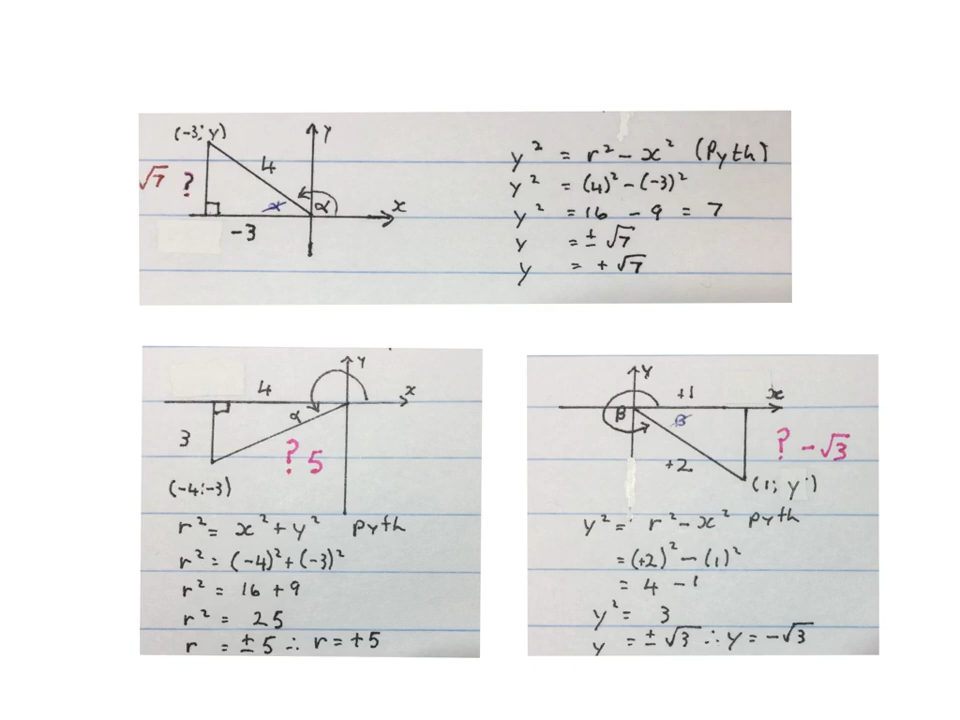 (-3; y)
y
4
√7 ?
α
α
x
-3
y² = r² - x² (Pyth)
y² = (4)² - (-3)²
y² = 16 - 9 = 7
y = ± √7
y = + √7
y
4
x
α
3
? 5
(-4;-3)
r² = x² + y² Pyth
r² = (-4)² + (-3)²
r² = 16 + 9
r² = 25
r = ± 5 ∴ r = +5
y
+1
x
β
β
? -√3
+2
(1; y)
y² = r² - x² Pyth
= (+2)² - (1)²
= 4 - 1
y² = 3
y = ± √3 ∴ y = -√3